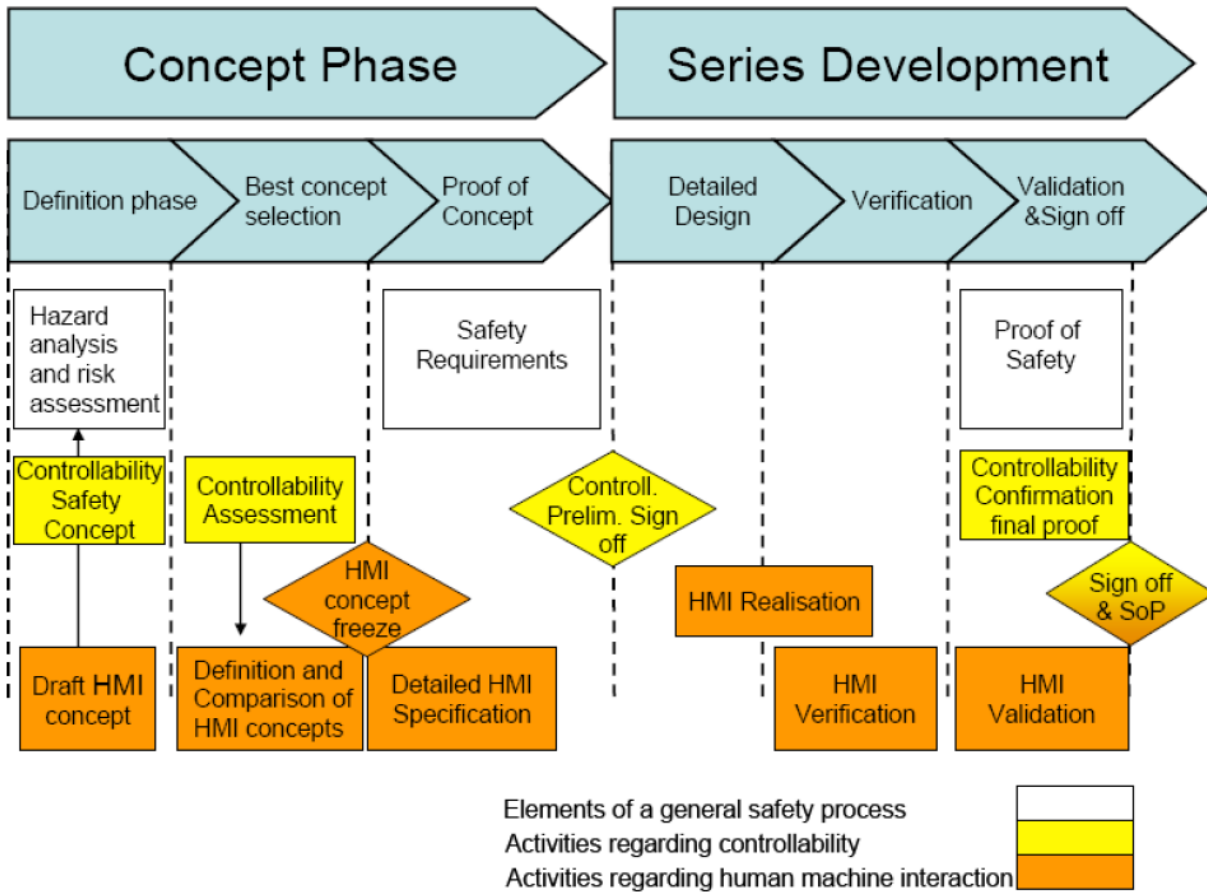 Concept Phase
Series Development
Definition phase
Best concept
selection
Proof of
Concept
Detailed
Design
Verification
Validation
&Sign off
Hazard
analysis
and risk
assessment
Safety
Requirements
Proof of
Safety
Controllability
Safety
Concept
Controllability
Assessment
Controll.
Prelim. Sign
off
Controllability
Confirmation
final proof
HMI
concept
freeze
HMI Realisation
Sign off
& SoP
Draft HMI
concept
Definition and
Comparison of
HMI concepts
Detailed HMI
Specification
HMI
Verification
HMI
Validation
Elements of a general safety process
Activities regarding controllability
Activities regarding human machine interaction